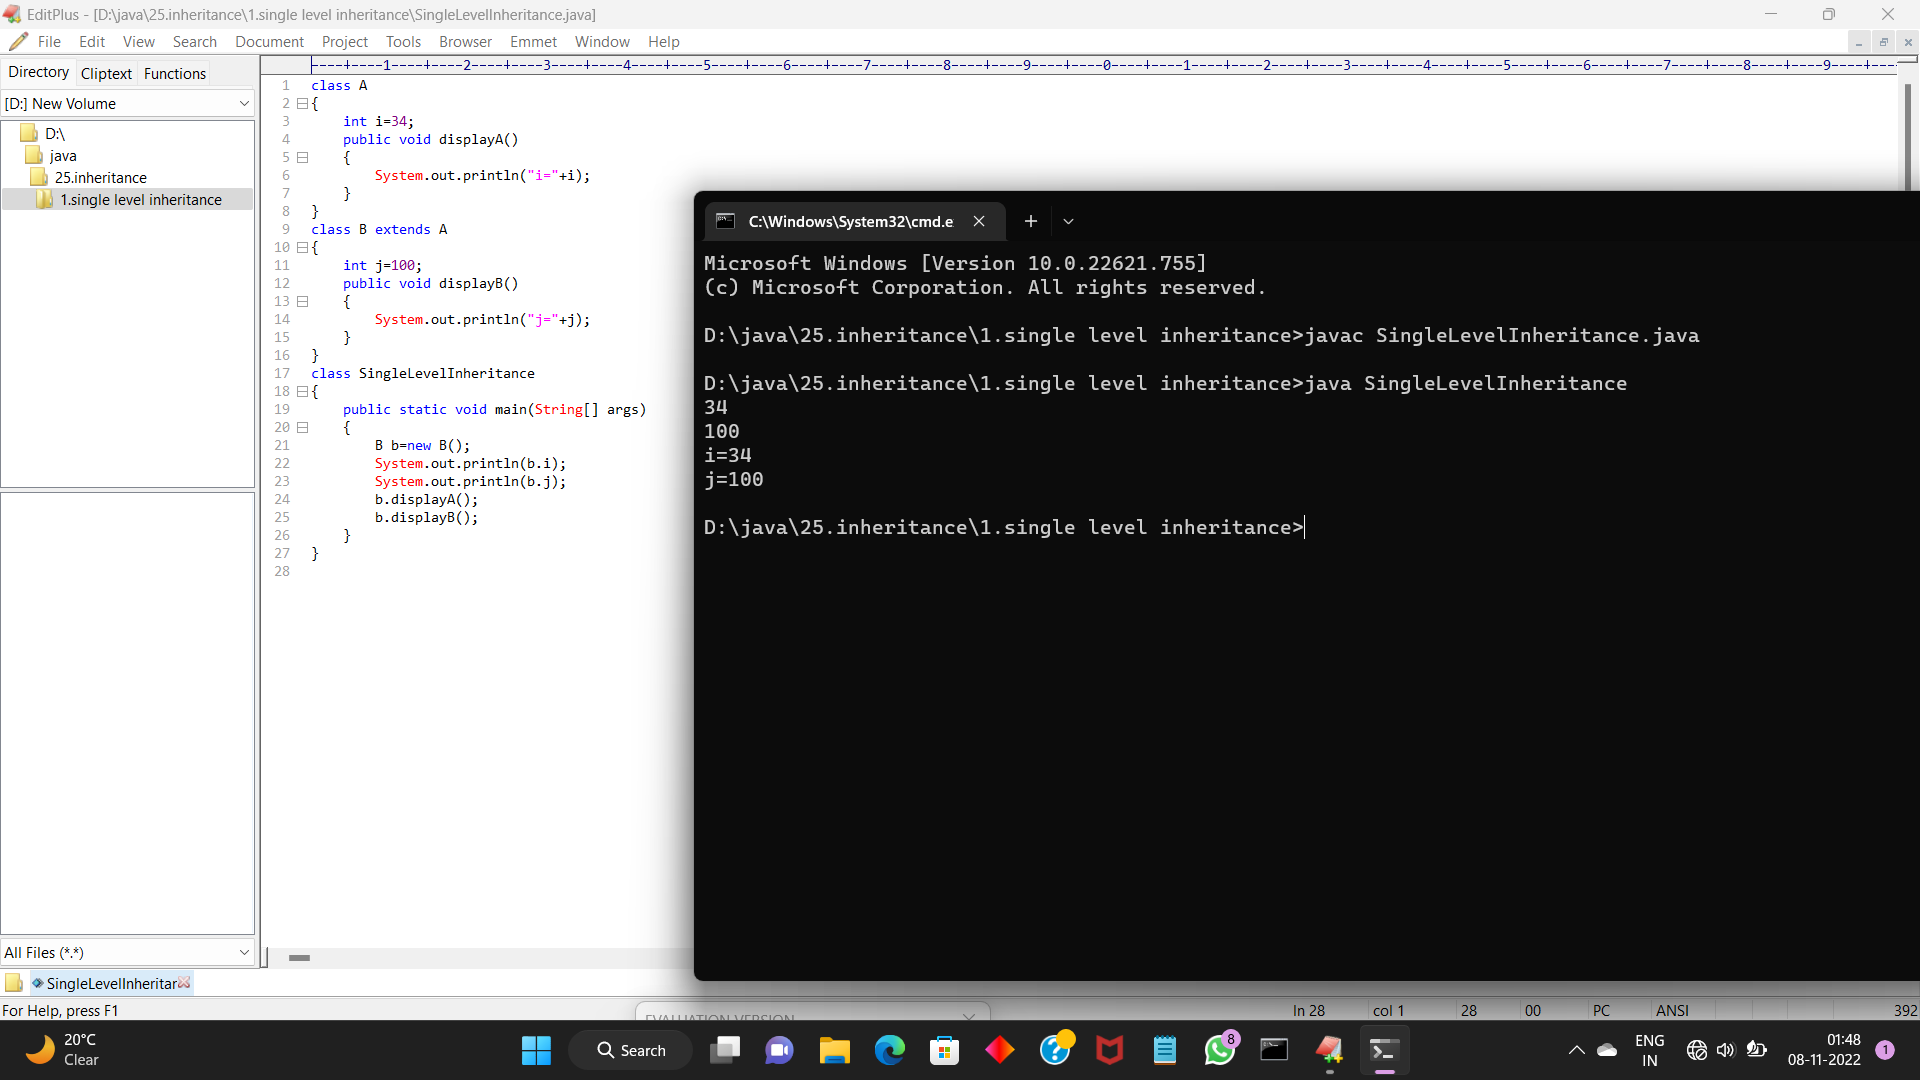 EditPlus - [D:\java\25.inheritance\1.single level inheritance\SingleLevelInheritance.java]
File Edit View Search Document Project Tools Browser Emmet Window Help
Directory Cliptext Functions
[D:] New Volume
D:\
java
25.inheritance
1.single level inheritance
----+----1----+----2----+----3----+----4----+----5----+----6----+----7----+----8----+----9----+----0----+----1----+----2----+----3----+----4----+----5----+----6----+----7----+----8----+----9----+--
1 class A
2 {
3 int i=34;
4 public void displayA()
5 {
6 System.out.println("i="+i);
7 }
8 }
9 class B extends A
10 {
11 int j=100;
12 public void displayB()
13 {
14 System.out.println("j="+j);
15 }
16 }
17 class SingleLevelInheritance
18 {
19 public static void main(String[] args)
20 {
21 B b=new B();
22 System.out.println(b.i);
23 System.out.println(b.j);
24 b.displayA();
25 b.displayB();
26 }
27 }
28
C:\Windows\System32\cmd.e
Microsoft Windows [Version 10.0.22621.755]
(c) Microsoft Corporation. All rights reserved.
D:\java\25.inheritance\1.single level inheritance>javac SingleLevelInheritance.java
D:\java\25.inheritance\1.single level inheritance>java SingleLevelInheritance
34
100
i=34
j=100
D:\java\25.inheritance\1.single level inheritance>
All Files (*.*)
SingleLevelInheritar
For Help, press F1
EVALUATION VERSION
ln 28 col 1 28 00 PC ANSI 392
20°C
Clear
Search
8
ENG
IN
01:48
08-11-2022
1